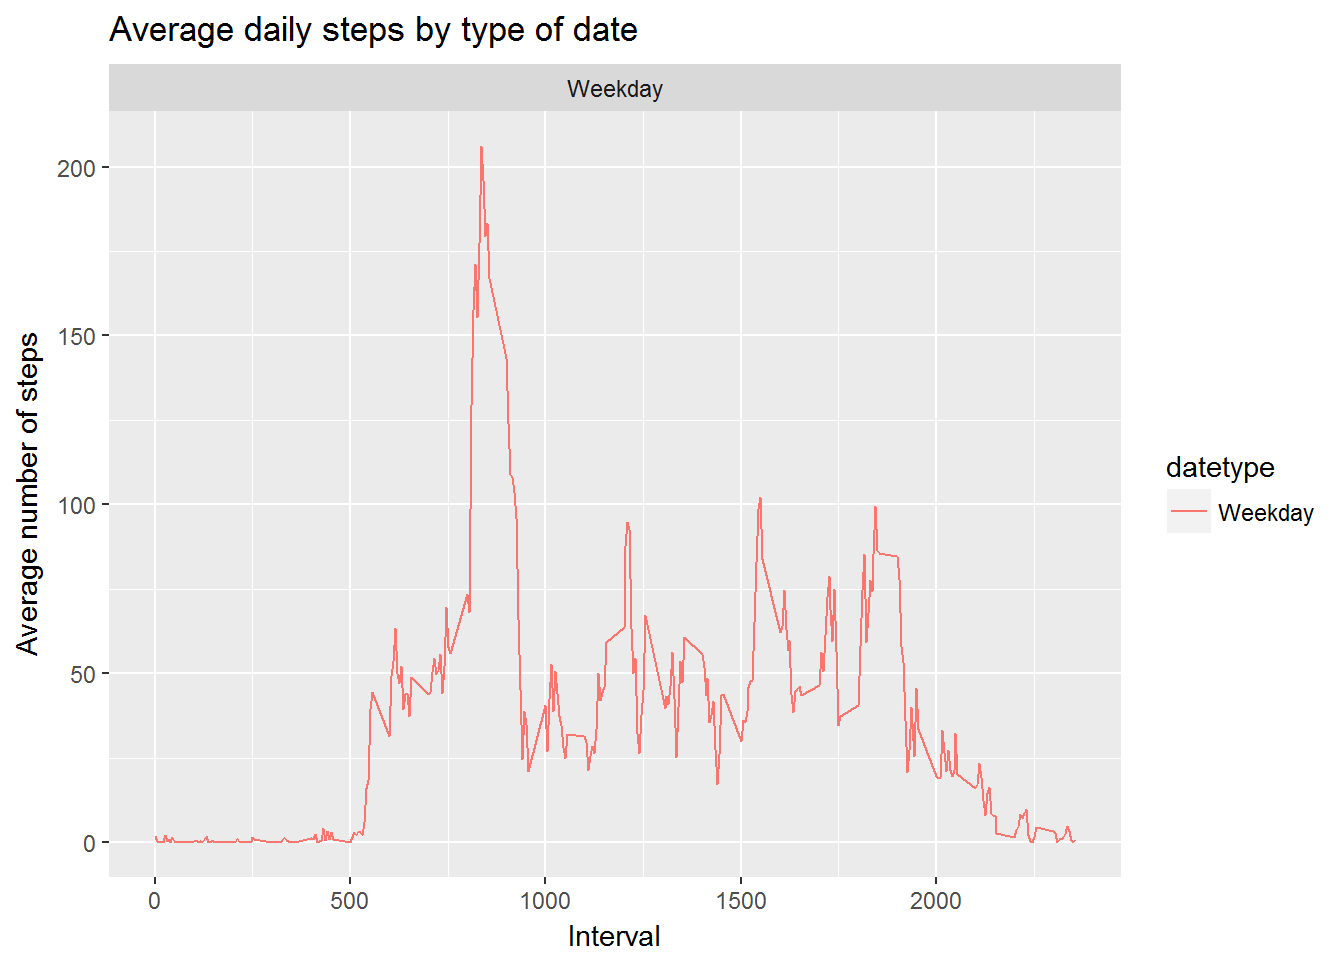 Average daily steps by type of date
Weekday
Average number of steps
200
150
100
50
0
0 500 1000 1500 2000
Interval
datetype
Weekday